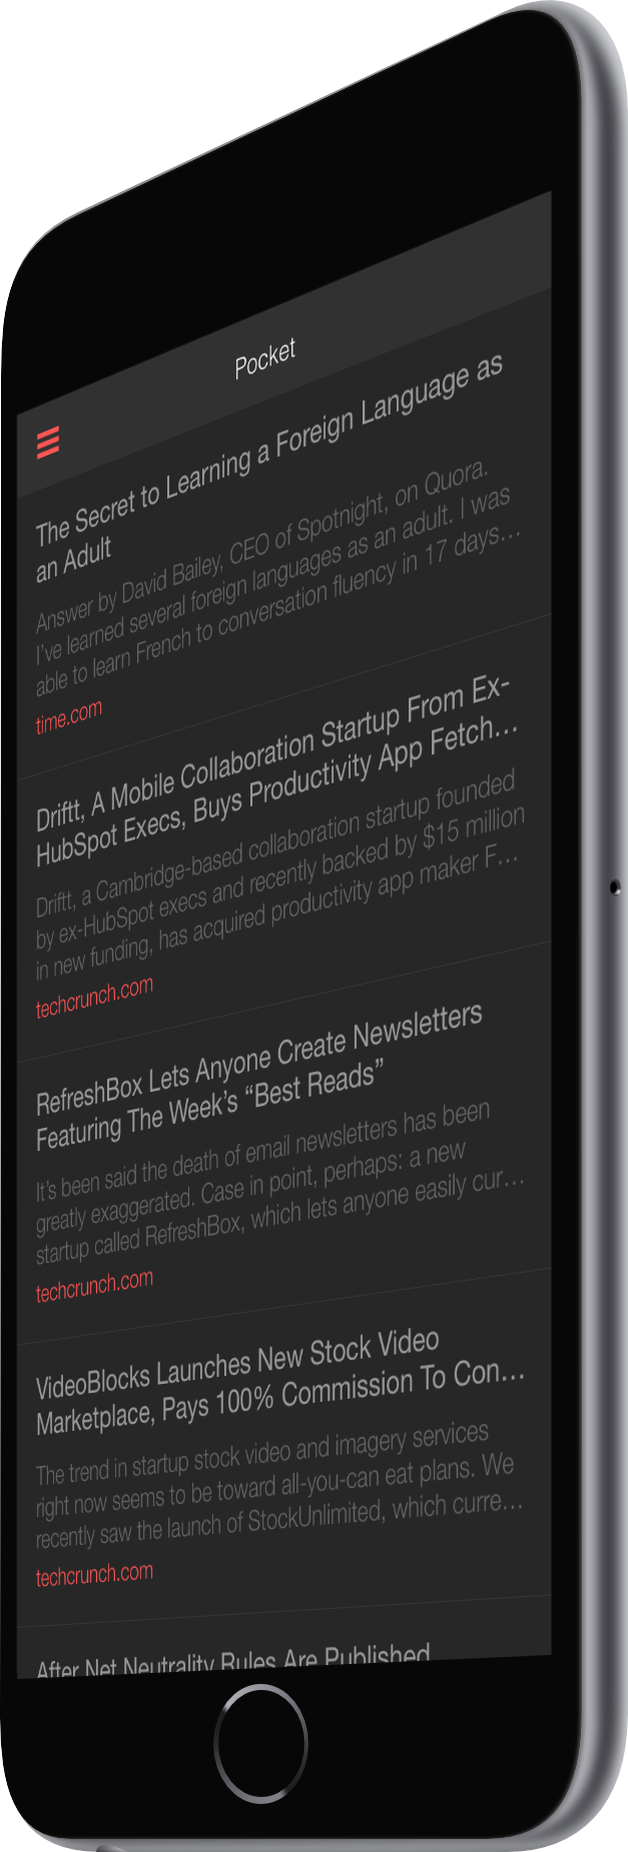 Pocket
The Secret to Learning a Foreign Language as
an Adult
Answer by David Bailey, CEO of Spotnight, on Quora.
I've learned several foreign languages as an adult. I was
able to learn French to conversation fluency in 17 days...
time.com
Driftt, A Mobile Collaboration Startup From Ex-
HubSpot Execs, Buys Productivity App Fetch...
Driftt, a Cambridge-based collaboration startup founded
by ex-HubSpot execs and recently backed by $15 million
in new funding, has acquired productivity app maker F...
techcrunch.com
RefreshBox Lets Anyone Create Newsletters
Featuring The Week's “Best Reads”
It's been said the death of email newsletters has been
greatly exaggerated. Case in point, perhaps: a new
startup called RefreshBox, which lets anyone easily cur...
techcrunch.com
VideoBlocks Launches New Stock Video
Marketplace, Pays 100% Commission To Con...
The trend in startup stock video and imagery services
right now seems to be toward all-you-can eat plans. We
recently saw the launch of StockUnlimited, which curre...
techcrunch.com
After Net Neutrality Rules Are Published